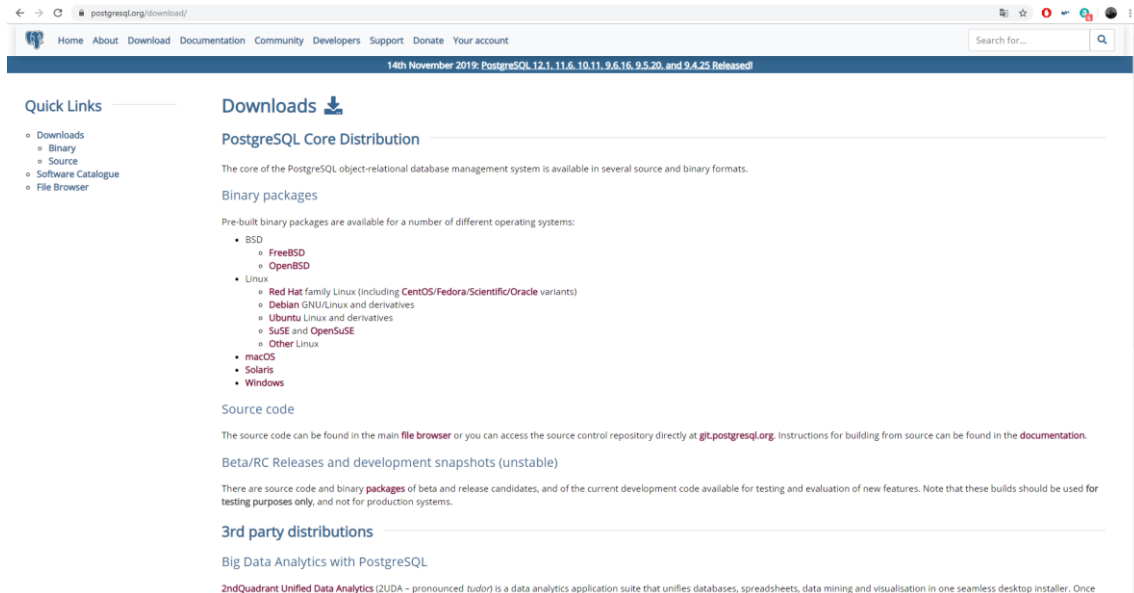 postgresql.org/download/
Home About Download Documentation Community Developers Support Donate Your account
Search for...
14th November 2019: PostgreSQL 12.1, 11.6, 10.11, 9.6.16, 9.5.20, and 9.4.25 Released!
Quick Links
Downloads
Binary
Source
Software Catalogue
File Browser
Downloads
PostgreSQL Core Distribution
The core of the PostgreSQL object-relational database management system is available in several source and binary formats.
Binary packages
Pre-built binary packages are available for a number of different operating systems:
BSD
FreeBSD
OpenBSD
Linux
Red Hat family Linux (including CentOS/Fedora/Scientific/Oracle variants)
Debian GNU/Linux and derivatives
Ubuntu Linux and derivatives
SuSE and OpenSuSE
Other Linux
macOS
Solaris
Windows
Source code
The source code can be found in the main file browser or you can access the source control repository directly at git.postgresql.org. Instructions for building from source can be found in the documentation.
Beta/RC Releases and development snapshots (unstable)
There are source code and binary packages of beta and release candidates, and of the current development code available for testing and evaluation of new features. Note that these builds should be used for
testing purposes only, and not for production systems.
3rd party distributions
Big Data Analytics with PostgreSQL
2ndQuadrant Unified Data Analytics (2UDA – pronounced tudor) is a data analytics application suite that unifies databases, spreadsheets, data mining and visualisation in one seamless desktop installer. Once